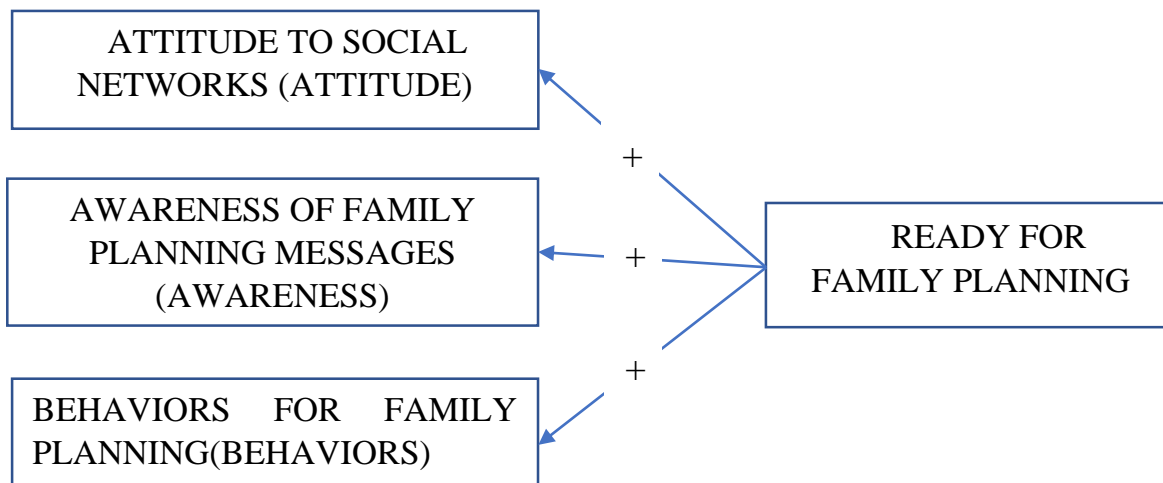 ATTITUDE TO SOCIAL
NETWORKS (ATTITUDE)
+
AWARENESS OF FAMILY
PLANNING MESSAGES
(AWARENESS)
+
READY FOR
FAMILY PLANNING
+
BEHAVIORS FOR FAMILY
PLANNING(BEHAVIORS)